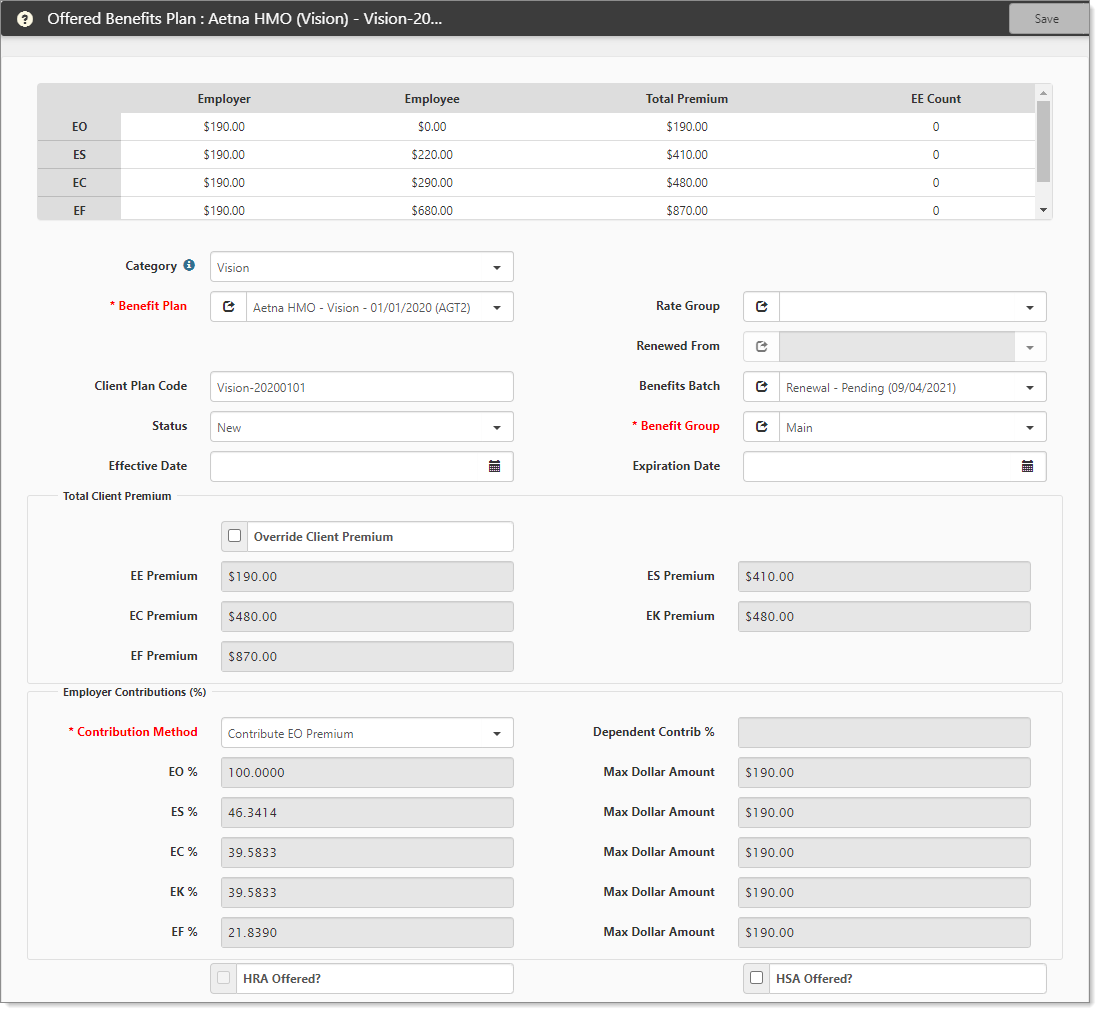 ? Offered Benefits Plan : Aetna HMO (Vision) - Vision-20... Save
Employer Employee Total Premium EE Count
EO $190.00 $0.00 $190.00 0
ES $190.00 $220.00 $410.00 0
EC $190.00 $290.00 $480.00 0
EF $190.00 $680.00 $870.00 0
Category i Vision
* Benefit Plan Aetna HMO - Vision - 01/01/2020 (AGT2) Rate Group
Renewed From
Client Plan Code Vision-20200101 Benefits Batch Renewal - Pending (09/04/2021)
Status New * Benefit Group Main
Effective Date Expiration Date
Total Client Premium
Override Client Premium
EE Premium $190.00 ES Premium $410.00
EC Premium $480.00 EK Premium $480.00
EF Premium $870.00
Employer Contributions (%)
* Contribution Method Contribute EO Premium Dependent Contrib %
EO % 100.0000 Max Dollar Amount $190.00
ES % 46.3414 Max Dollar Amount $190.00
EC % 39.5833 Max Dollar Amount $190.00
EK % 39.5833 Max Dollar Amount $190.00
EF % 21.8390 Max Dollar Amount $190.00
HRA Offered? HSA Offered?